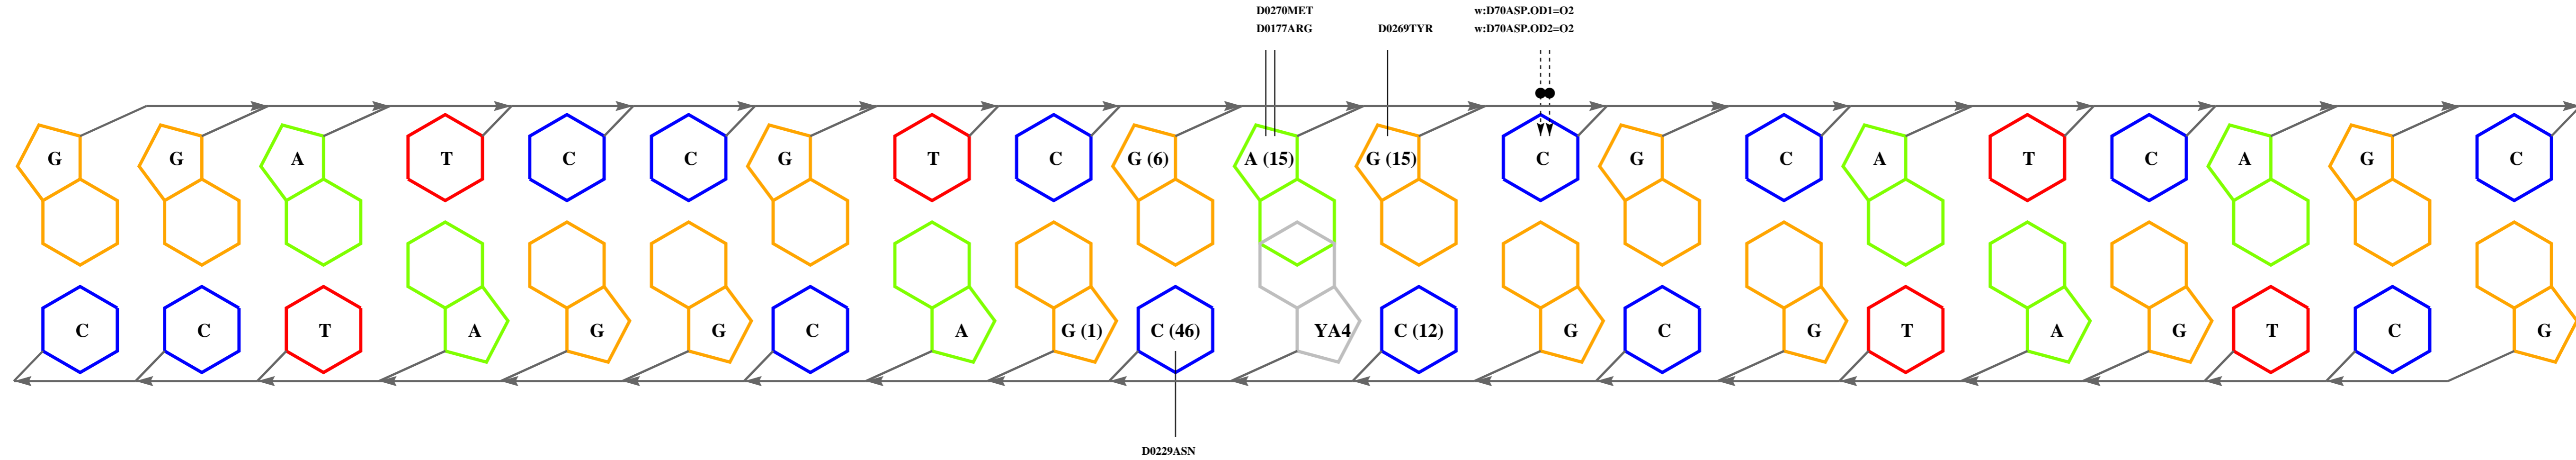 D0270MET w:D70ASP.OD1=O2
D0177ARG D0269TYR w:D70ASP.OD2=O2
G G A T C C G T C G (6) A (15) G (15) C G C A T C A G C
C C T A G G C A G (1) C (46) YA4 C (12) G C G T A G T C G
D0229ASN